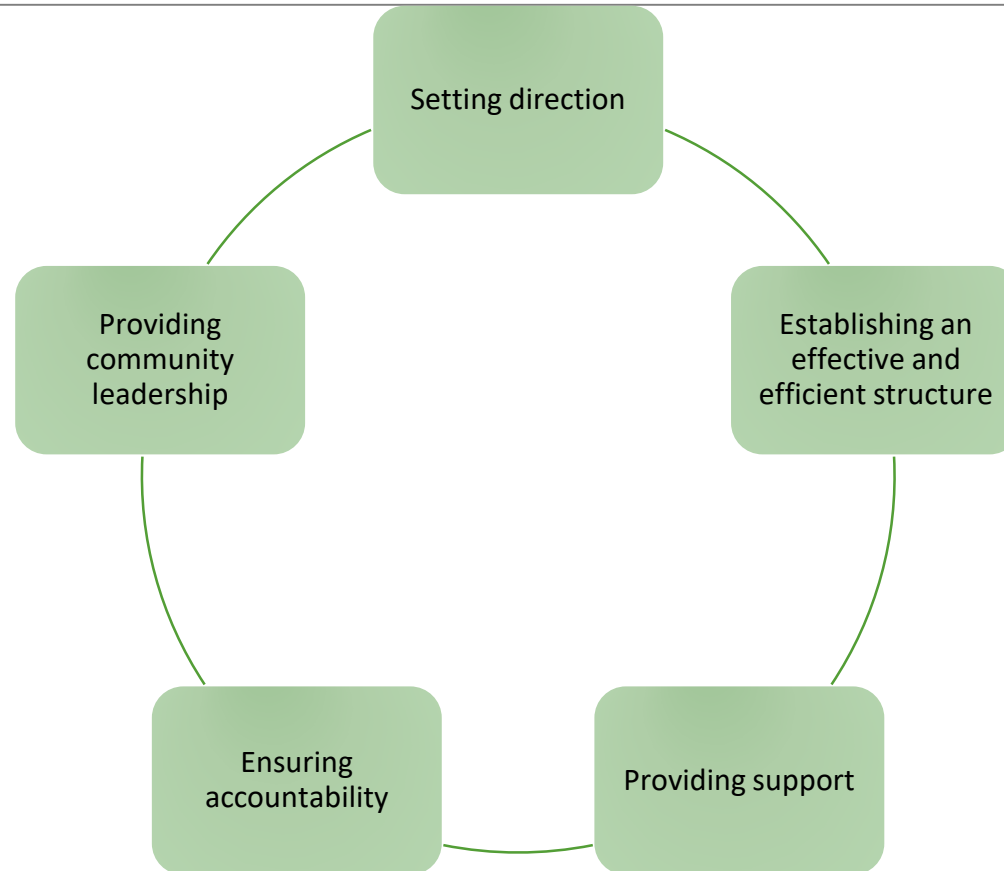 Setting direction
Establishing an
effective and
efficient structure
Providing support
Ensuring
accountability
Providing
community
leadership